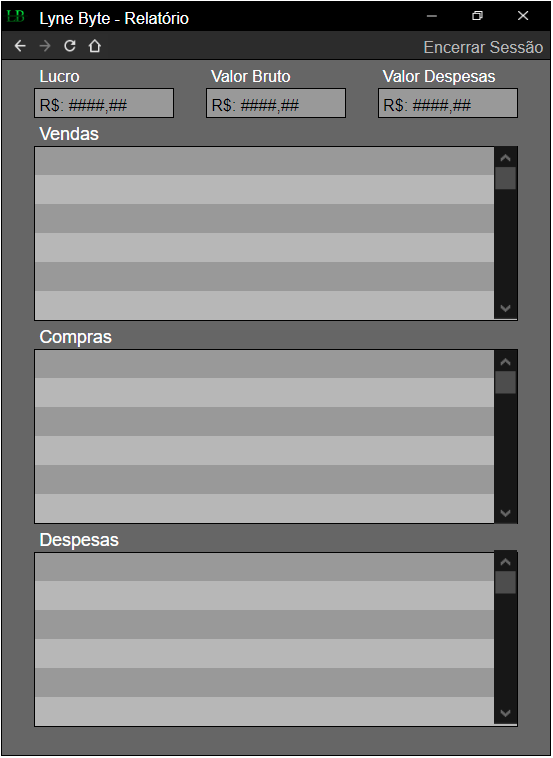 LB Lyne Byte - Relatório
Encerrar Sessão
Lucro Valor Bruto Valor Despesas
R$: ####,## R$: ####,## R$: ####,##
Vendas
Compras
Despesas